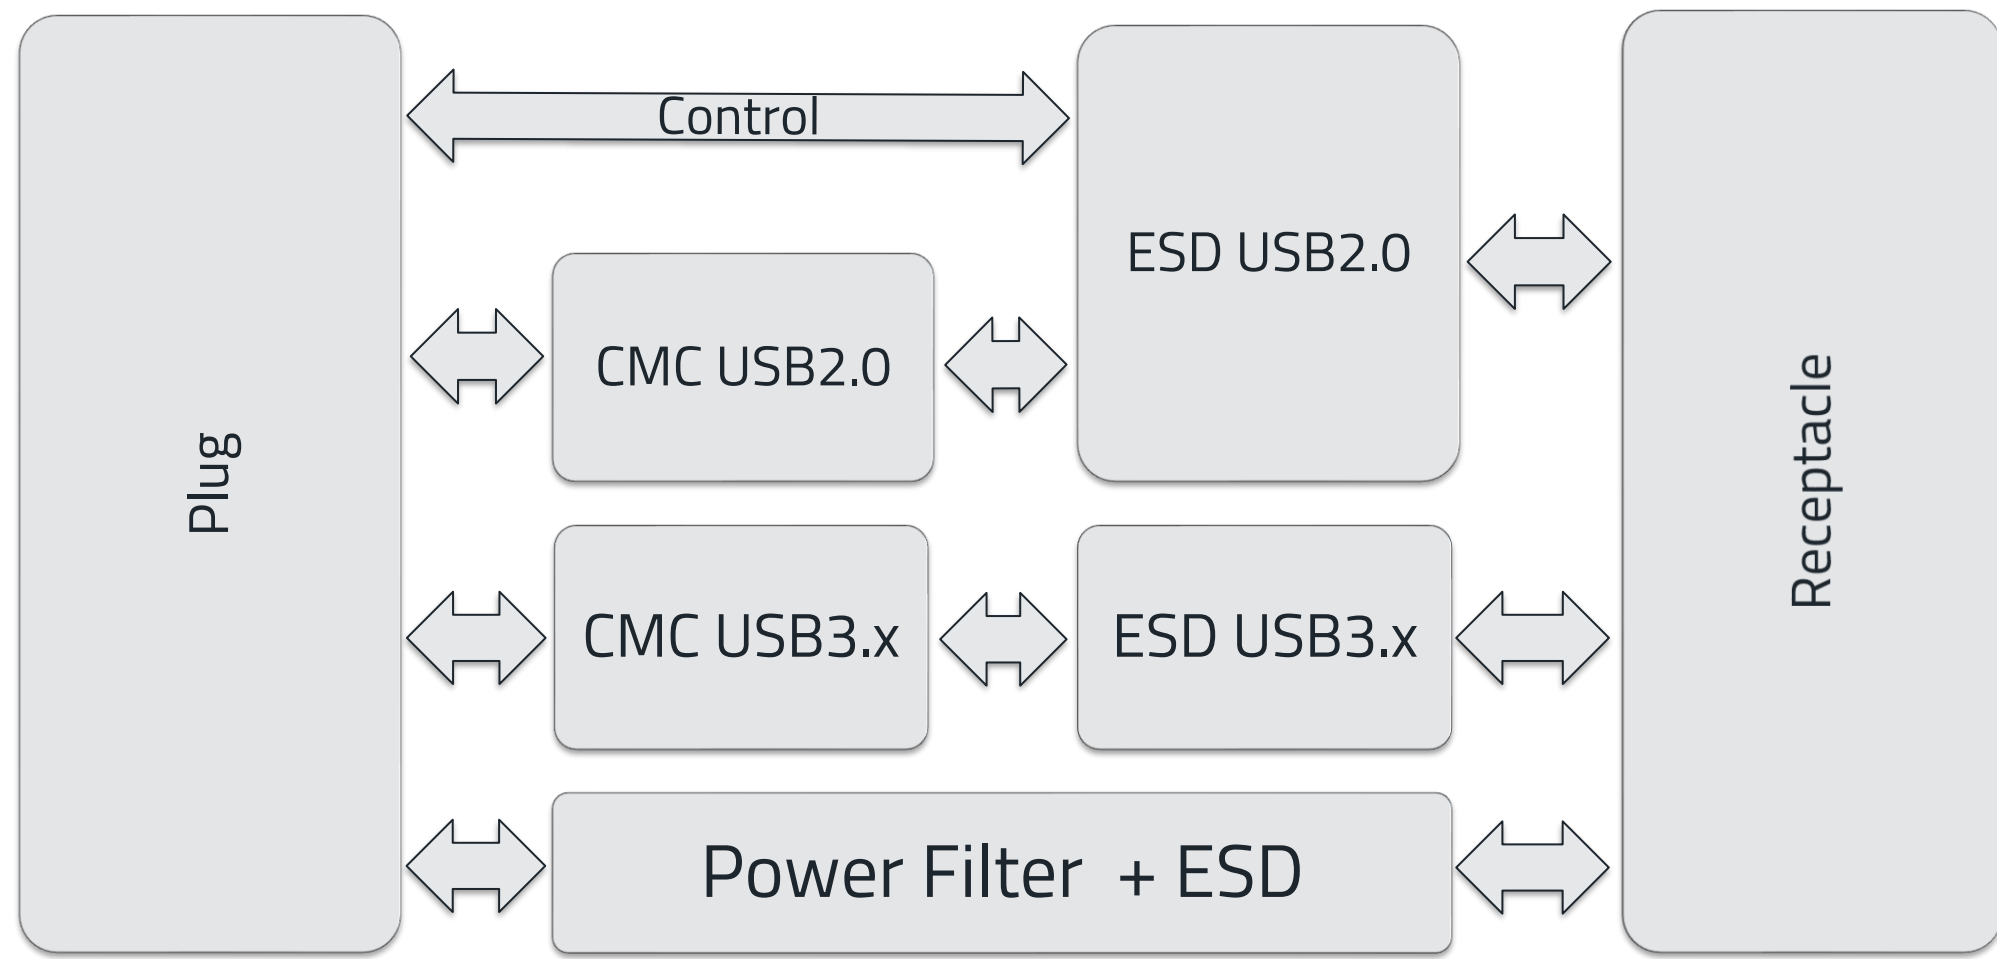 Plug
Control
CMC USB2.0
ESD USB2.0
CMC USB3.x
ESD USB3.x
Power Filter + ESD
Receptacle